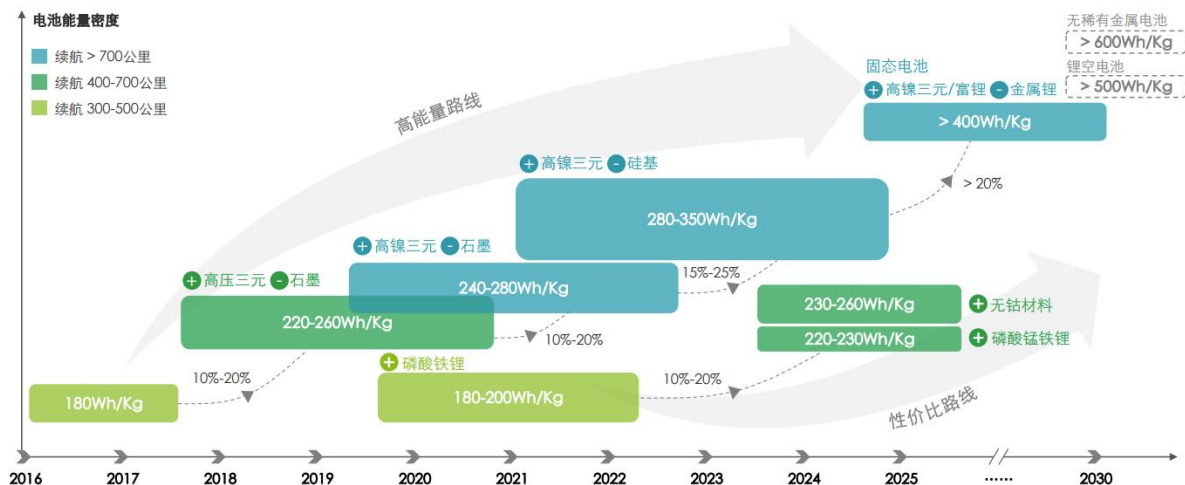 电池能量密度
续航 > 700公里
续航 400-700公里
续航 300-500公里
无稀有金属电池
> 600Wh/Kg
锂空电池
> 500Wh/Kg
固态电池
+ 高镍三元/富锂 - 金属锂
> 400Wh/Kg
高能量路线
+ 高镍三元 - 硅基
280-350Wh/Kg
> 20%
+ 高镍三元 - 石墨
240-280Wh/Kg
15%-25%
+ 高压三元 - 石墨
220-260Wh/Kg
10%-20%
230-260Wh/Kg
+ 无钴材料
220-230Wh/Kg
+ 磷酸锰铁锂
+ 磷酸铁锂
180-200Wh/Kg
10%-20%
180Wh/Kg
10%-20%
性价比路线
2016 2017 2018 2019 2020 2021 2022 2023 2024 2025 …… 2030